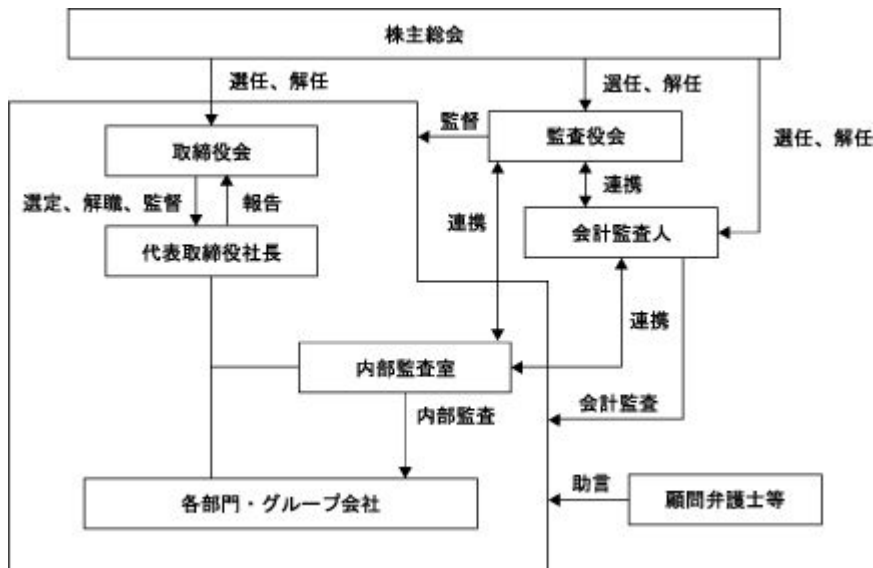 株主総会
選任、解任
選任、解任
監督
監査役会
選任、解任
取締役会
連携
選定、解職、監督
報告
連携
会計監査人
代表取締役社長
連携
内部監査室
会計監査
内部監査
助言
各部門・グループ会社
顧問弁護士等